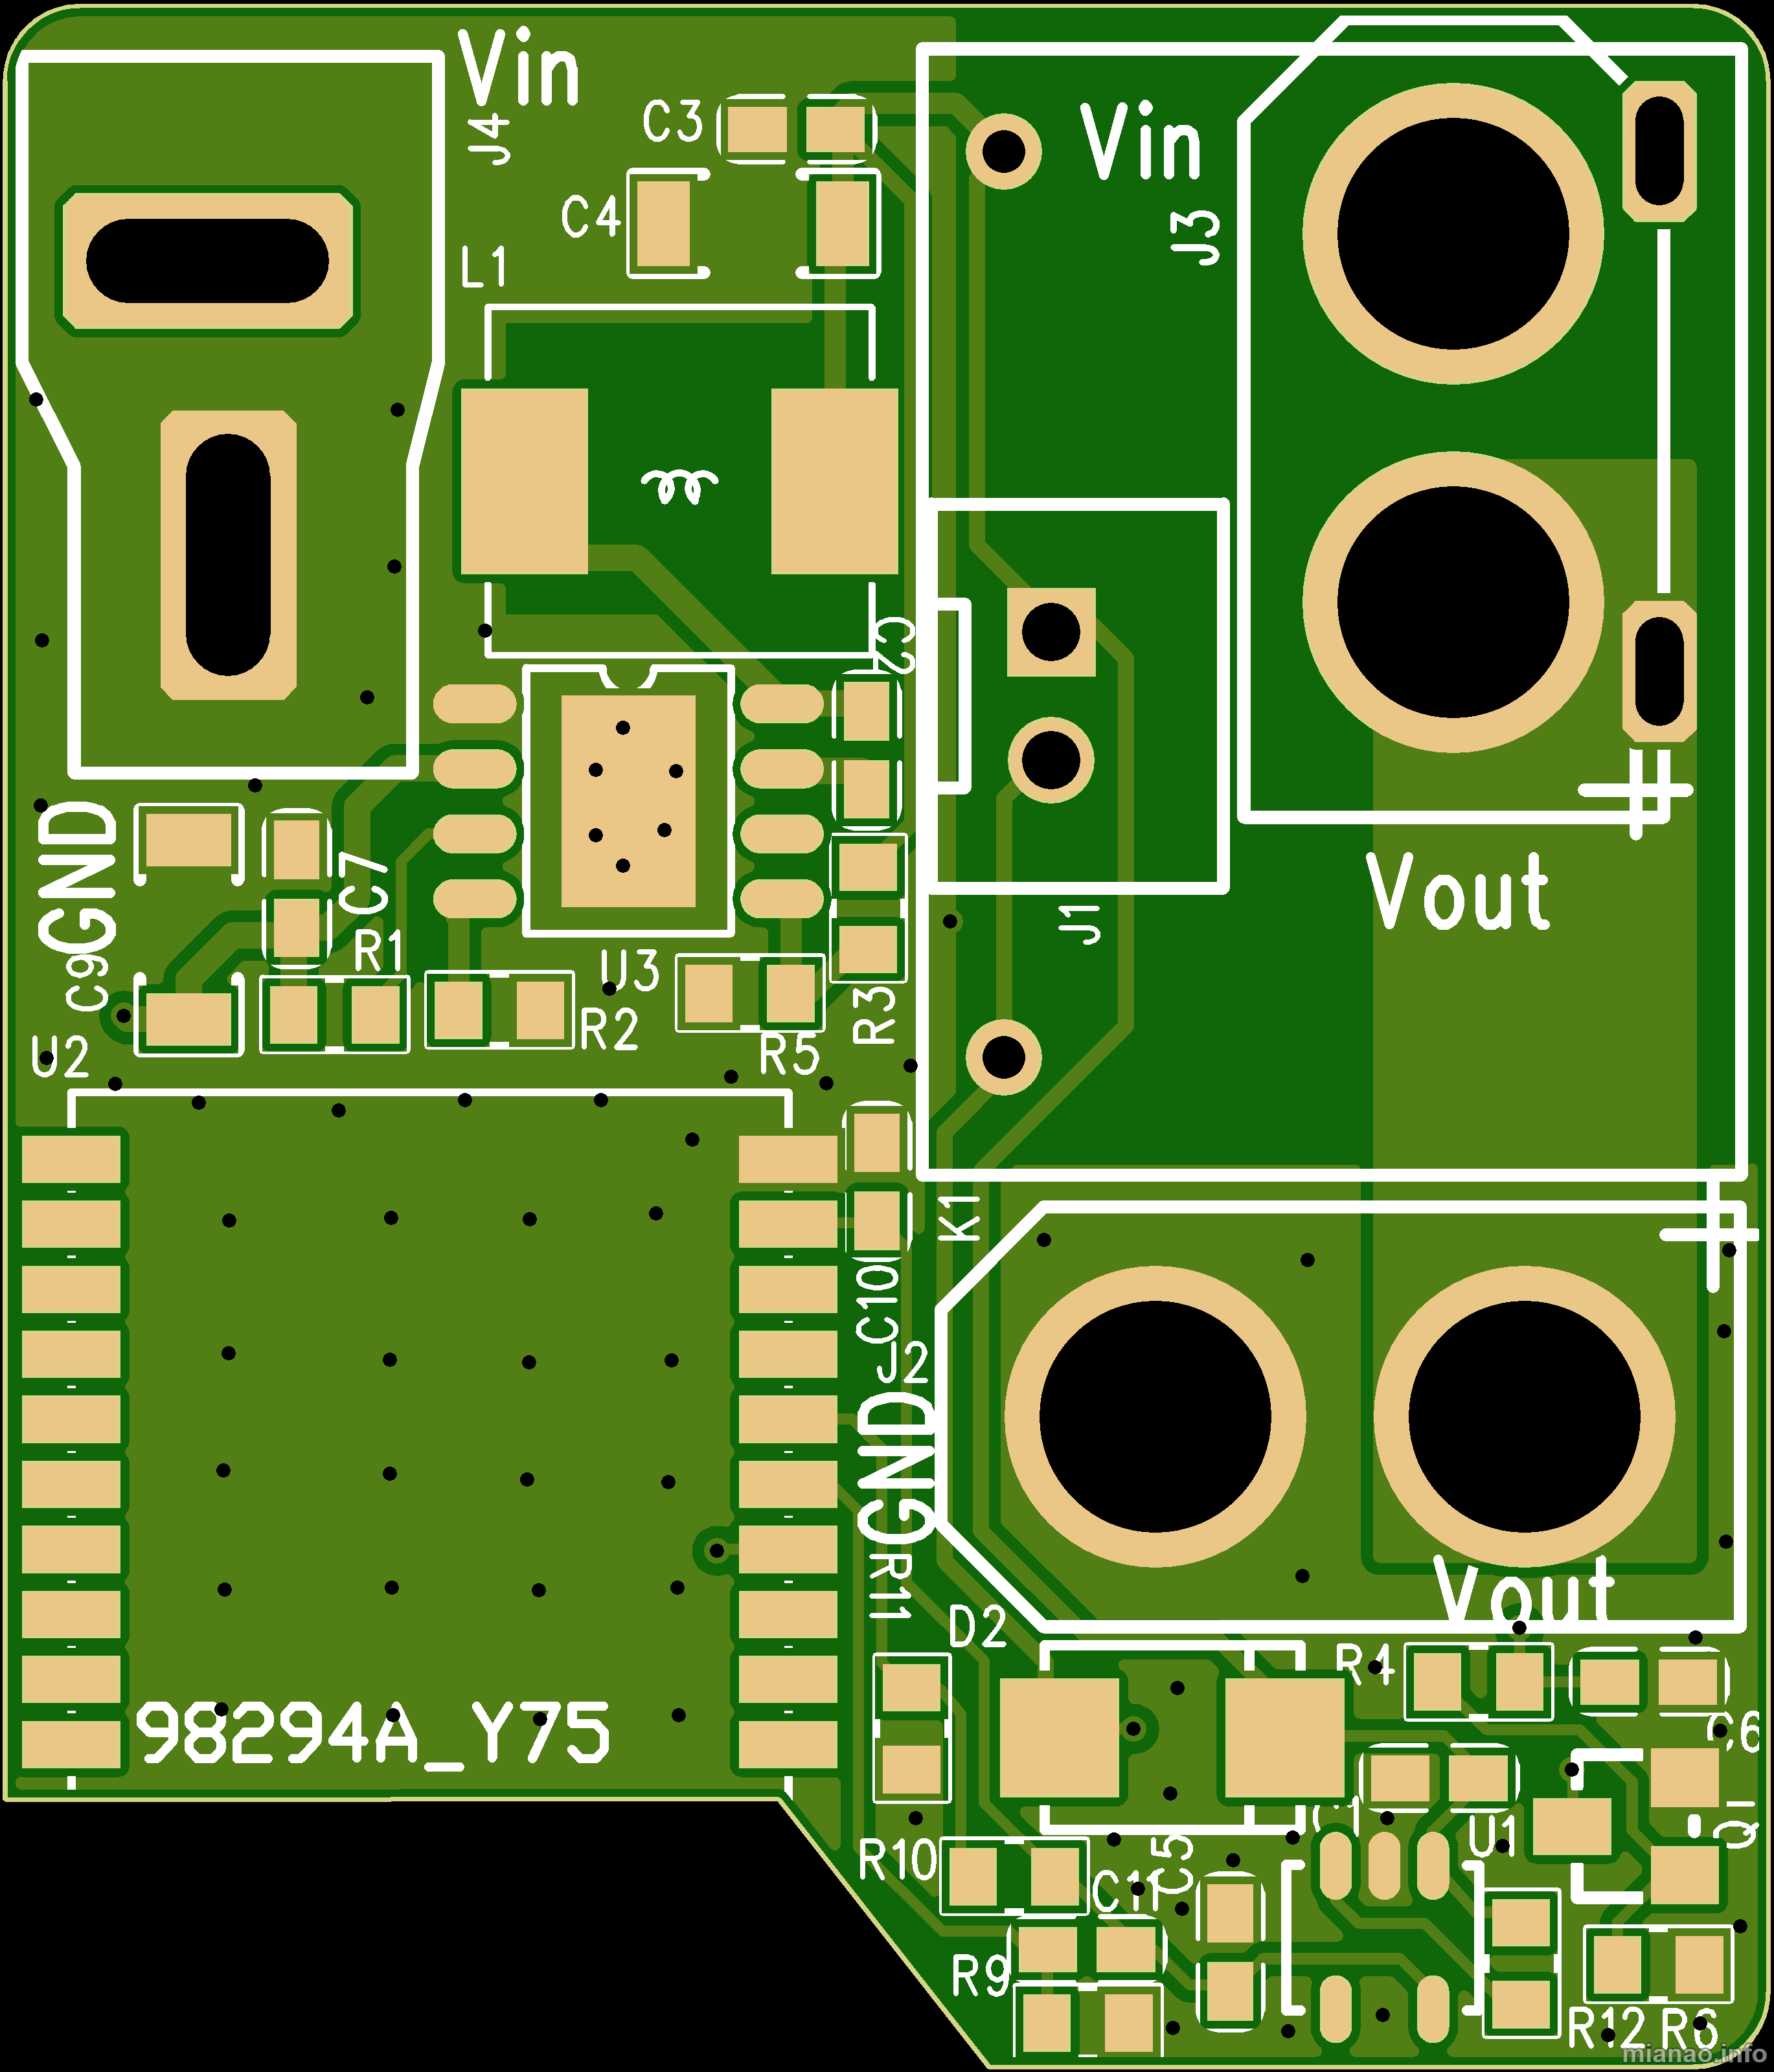 Vin
J4
C3
Vin
C4
J3
L1
C2
GND
C7
Vout
J1
R1
C9
U3
R2
R3
R5
U2
K1
C10
J2
GND
R11
Vout
D2
R4
98294A_Y75
C6
C1
U1
Q1
R10
C5
C11
R9
R12
R6
mianao.info